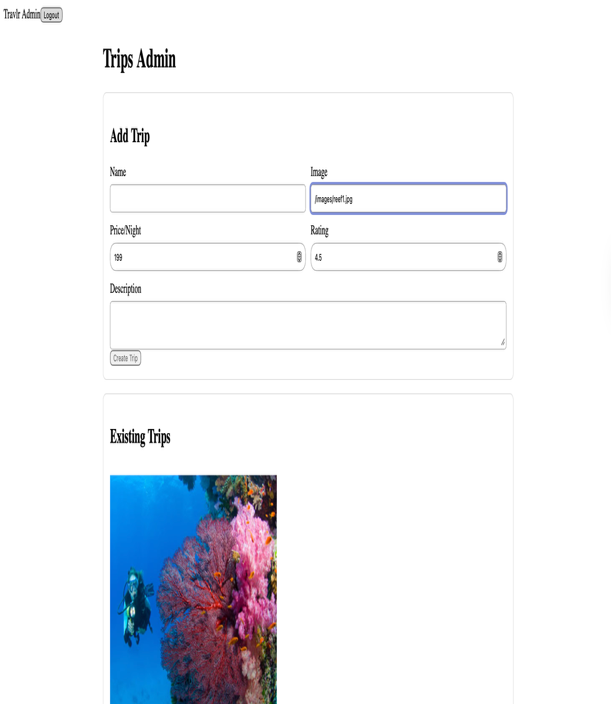 Travlr Admin Logout
Trips Admin
Add Trip
Name Image
/images/reef1.jpg
Price/Night Rating
199 4.5
Description
Create Trip
Existing Trips